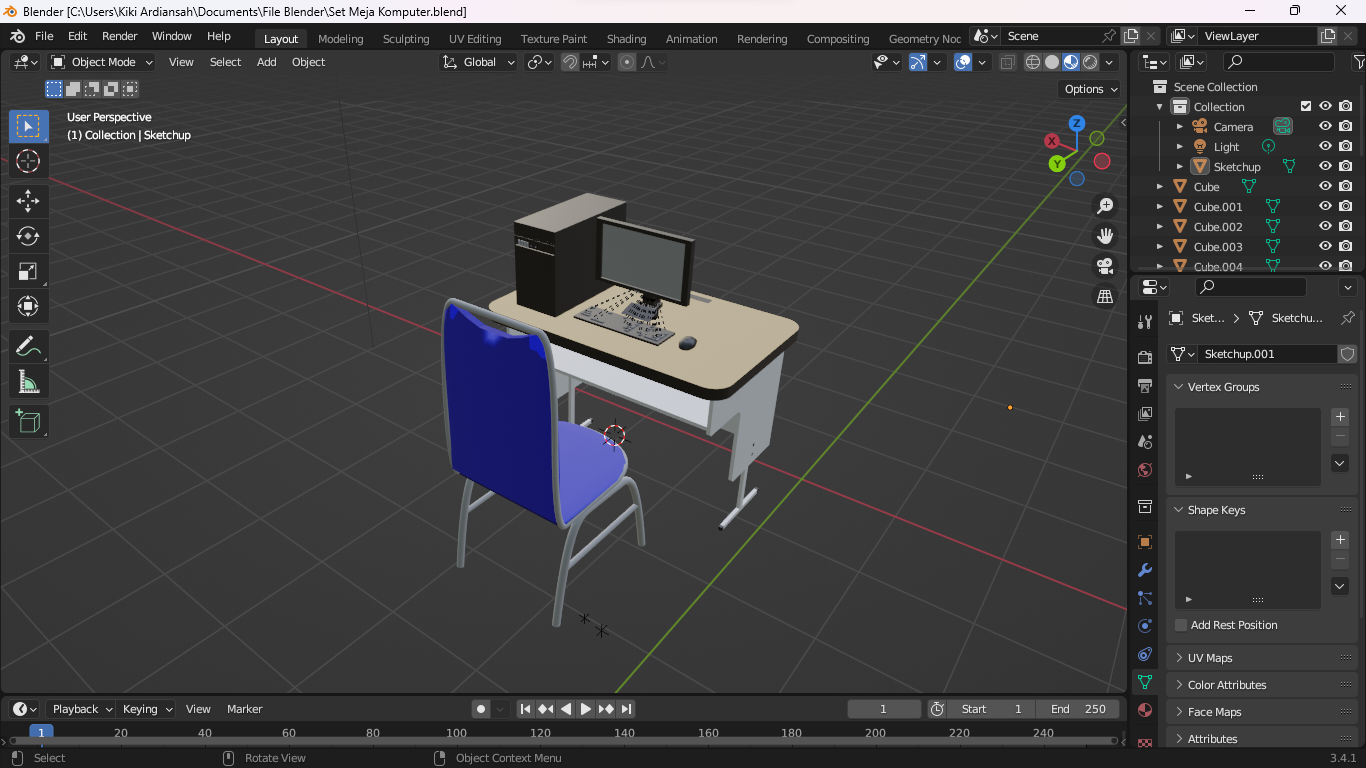 Blender [C:\Users\Kiki Ardiansah\Documents\File Blender\Set Meja Komputer.blend]
File Edit Render Window Help Layout Modeling Sculpting UV Editing Texture Paint Shading Animation Rendering Compositing Geometry Noc Scene ViewLayer
Object Mode View Select Add Object Global
Options
User Perspective
(1) Collection | Sketchup
Z
X
Y
Scene Collection
Collection
Camera
Light
Sketchup
Cube
Cube.001
Cube.002
Cube.003
Cube.004
Sket... Sketchu...
Sketchup.001
Vertex Groups
Shape Keys
Add Rest Position
UV Maps
Color Attributes
Face Maps
Attributes
Playback Keying View Marker 1 Start 1 End 250
1 20 40 60 80 100 120 140 160 180 200 220 240
Select Rotate View Object Context Menu 3.4.1